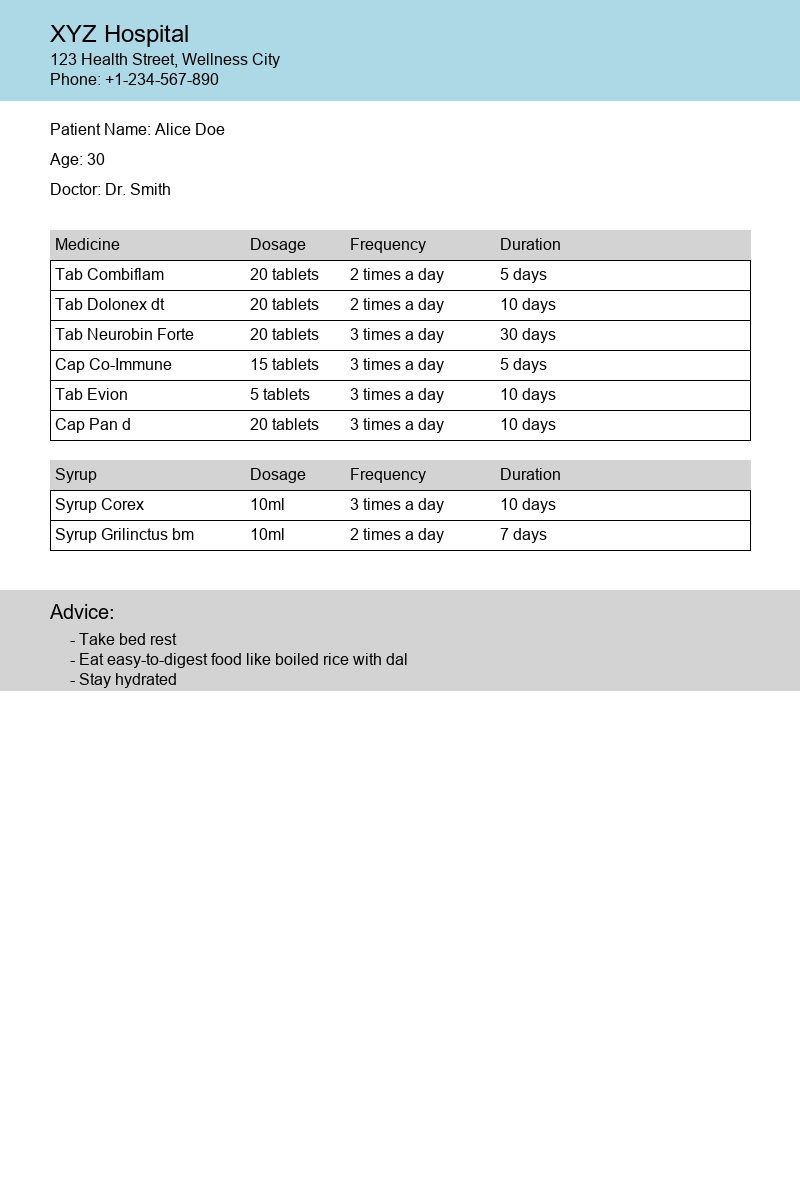 XYZ Hospital
123 Health Street, Wellness City
Phone: +1-234-567-890
Patient Name: Alice Doe
Age: 30
Doctor: Dr. Smith
Medicine Dosage Frequency Duration
Tab Combiflam 20 tablets 2 times a day 5 days
Tab Dolonex dt 20 tablets 2 times a day 10 days
Tab Neurobin Forte 20 tablets 3 times a day 30 days
Cap Co-Immune 15 tablets 3 times a day 5 days
Tab Evion 5 tablets 3 times a day 10 days
Cap Pan d 20 tablets 3 times a day 10 days
Syrup Dosage Frequency Duration
Syrup Corex 10ml 3 times a day 10 days
Syrup Grilinctus bm 10ml 2 times a day 7 days
Advice:
- Take bed rest
- Eat easy-to-digest food like boiled rice with dal
- Stay hydrated